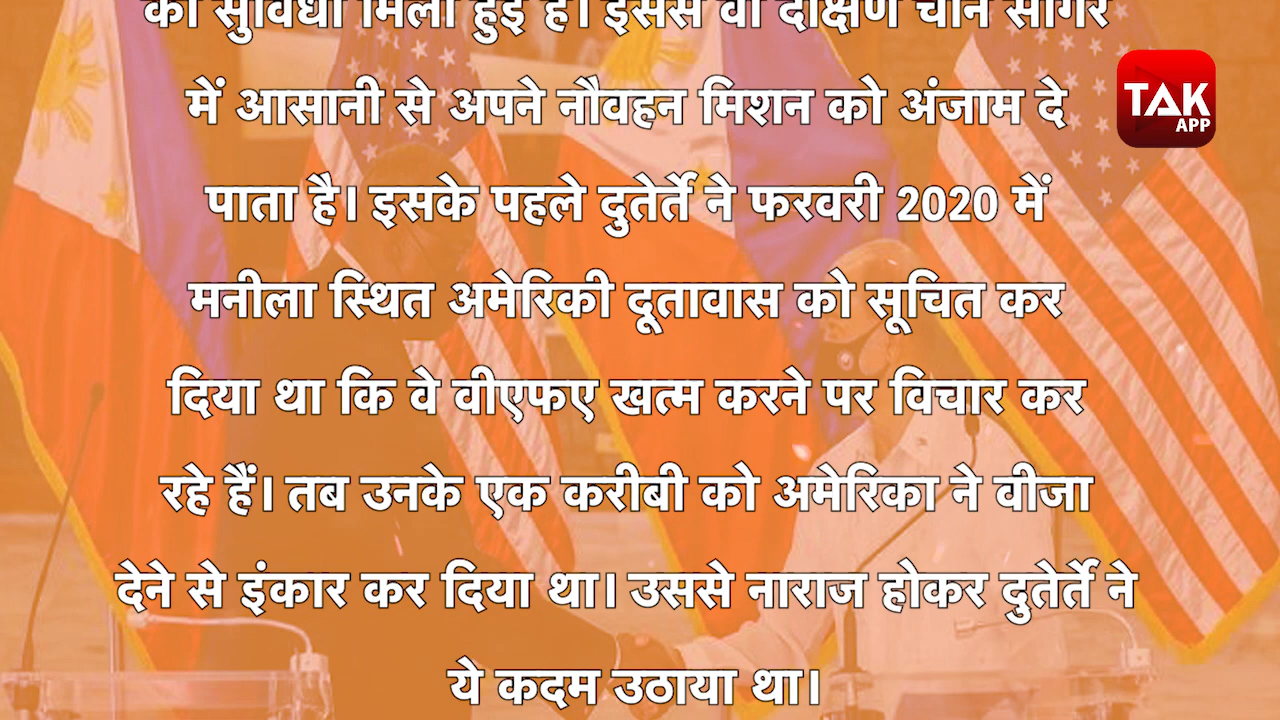 की सुविधा मिली हुई है। इससे वो दक्षिण चीन सागर
में आसानी से अपने नौवहन मिशन को अंजाम दे
पाता है। इसके पहले दुतेर्ते ने फरवरी 2020 में
मनीला स्थित अमेरिकी दूतावास को सूचित कर
दिया था कि वे वीएफए खत्म करने पर विचार कर
रहे हैं। तब उनके एक करीबी को अमेरिका ने वीजा
देने से इंकार कर दिया था। उससे नाराज होकर दुतेर्ते ने
ये कदम उठाया था।
TAK
APP